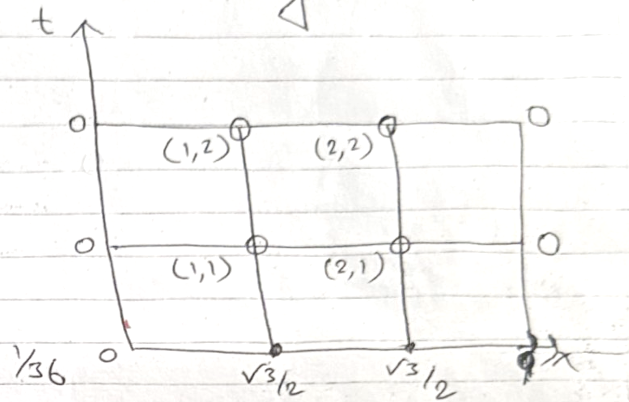 t
0 0
(1,2) (2,2)
0 0
(1,1) (2,1)
1/36 0 √3/2 √3/2 x